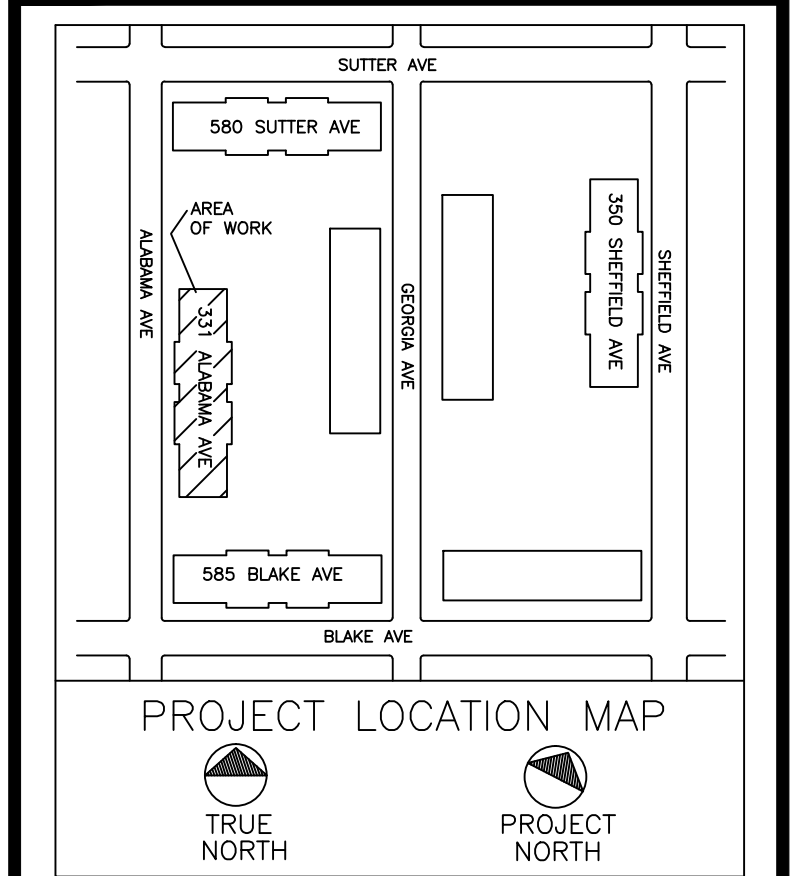 SUTTER AVE
580 SUTTER AVE
AREA
OF WORK
ALABAMA AVE
331 ALABAMA AVE
GEORGIA AVE
350 SHEFFIELD AVE
SHEFFIELD AVE
585 BLAKE AVE
BLAKE AVE
PROJECT LOCATION MAP
TRUE
NORTH
PROJECT
NORTH